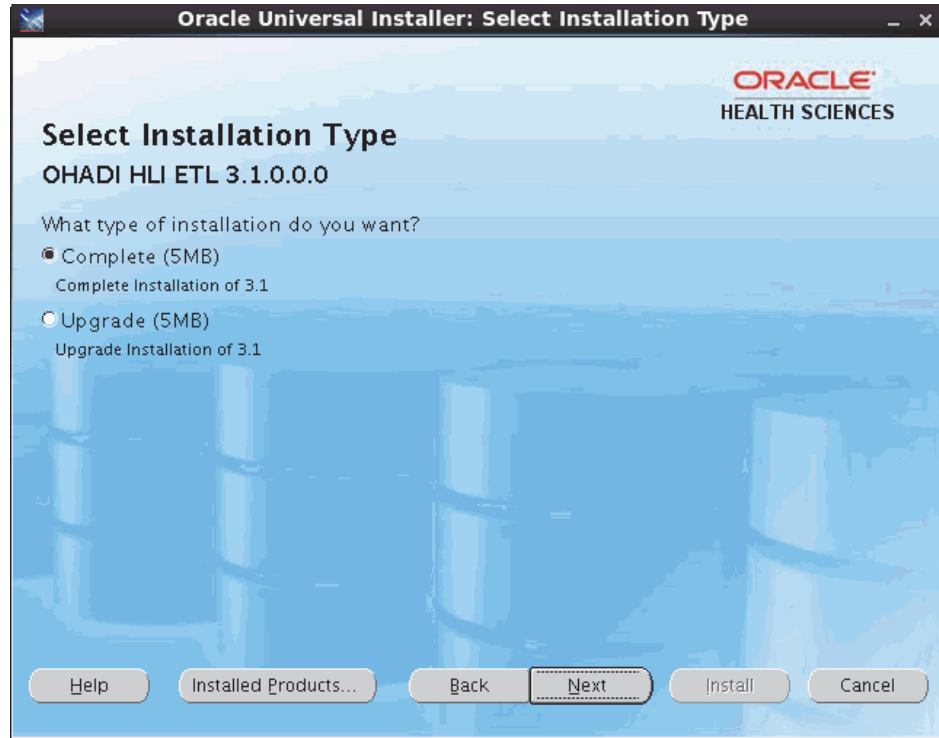 Oracle Universal Installer: Select Installation Type
ORACLE
HEALTH SCIENCES
Select Installation Type
OHADI HLI ETL 3.1.0.0.0
What type of installation do you want?
Complete (5MB)
Complete Installation of 3.1
Upgrade (5MB)
Upgrade Installation of 3.1
Help Installed Products... Back Next Install Cancel